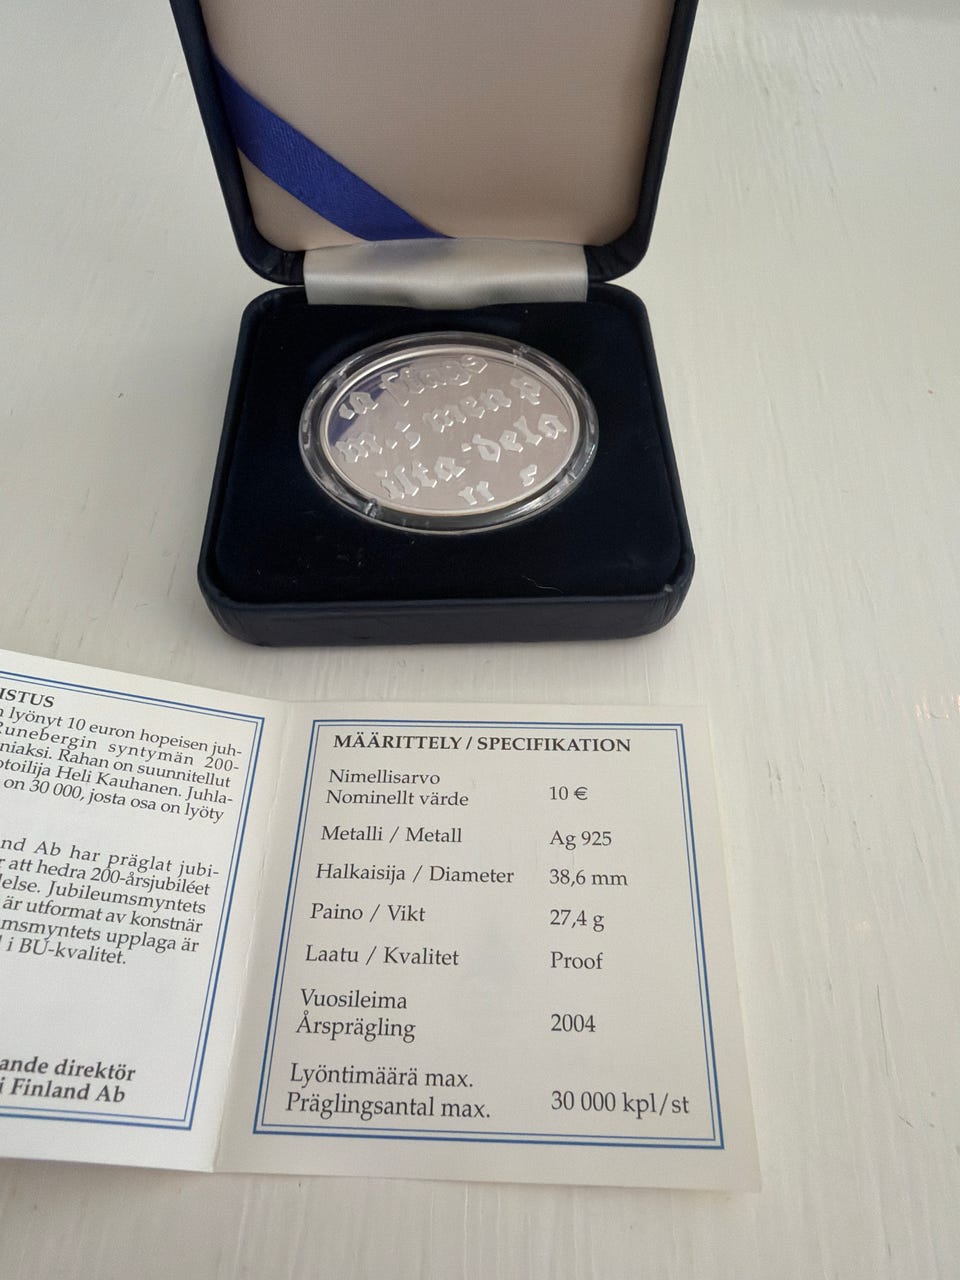 men
dela
ISTUS
lyönyt 10 euron hopeisen juh-
Runebergin syntymän 200-
niaksi. Rahan on suunnitellut
otoilija Heli Kauhanen. Juhla-
on 30 000, josta osa on lyöty
nd Ab har präglat jubi-
r att hedra 200-årsjubiléet
lelse. Jubileumsmyntets
är utformat av konstnär
msmyntets upplaga är
i BU-kvalitet.
ande direktör
i Finland Ab
MÄÄRITTELY / SPECIFIKATION
Nimellisarvo
Nominellt värde 10 €
Metalli / Metall Ag 925
Halkaisija / Diameter 38,6 mm
Paino / Vikt 27,4 g
Laatu / Kvalitet Proof
Vuosileima
Årsprägling 2004
Lyöntimäärä max.
Präglingsantal max. 30 000 kpl/st